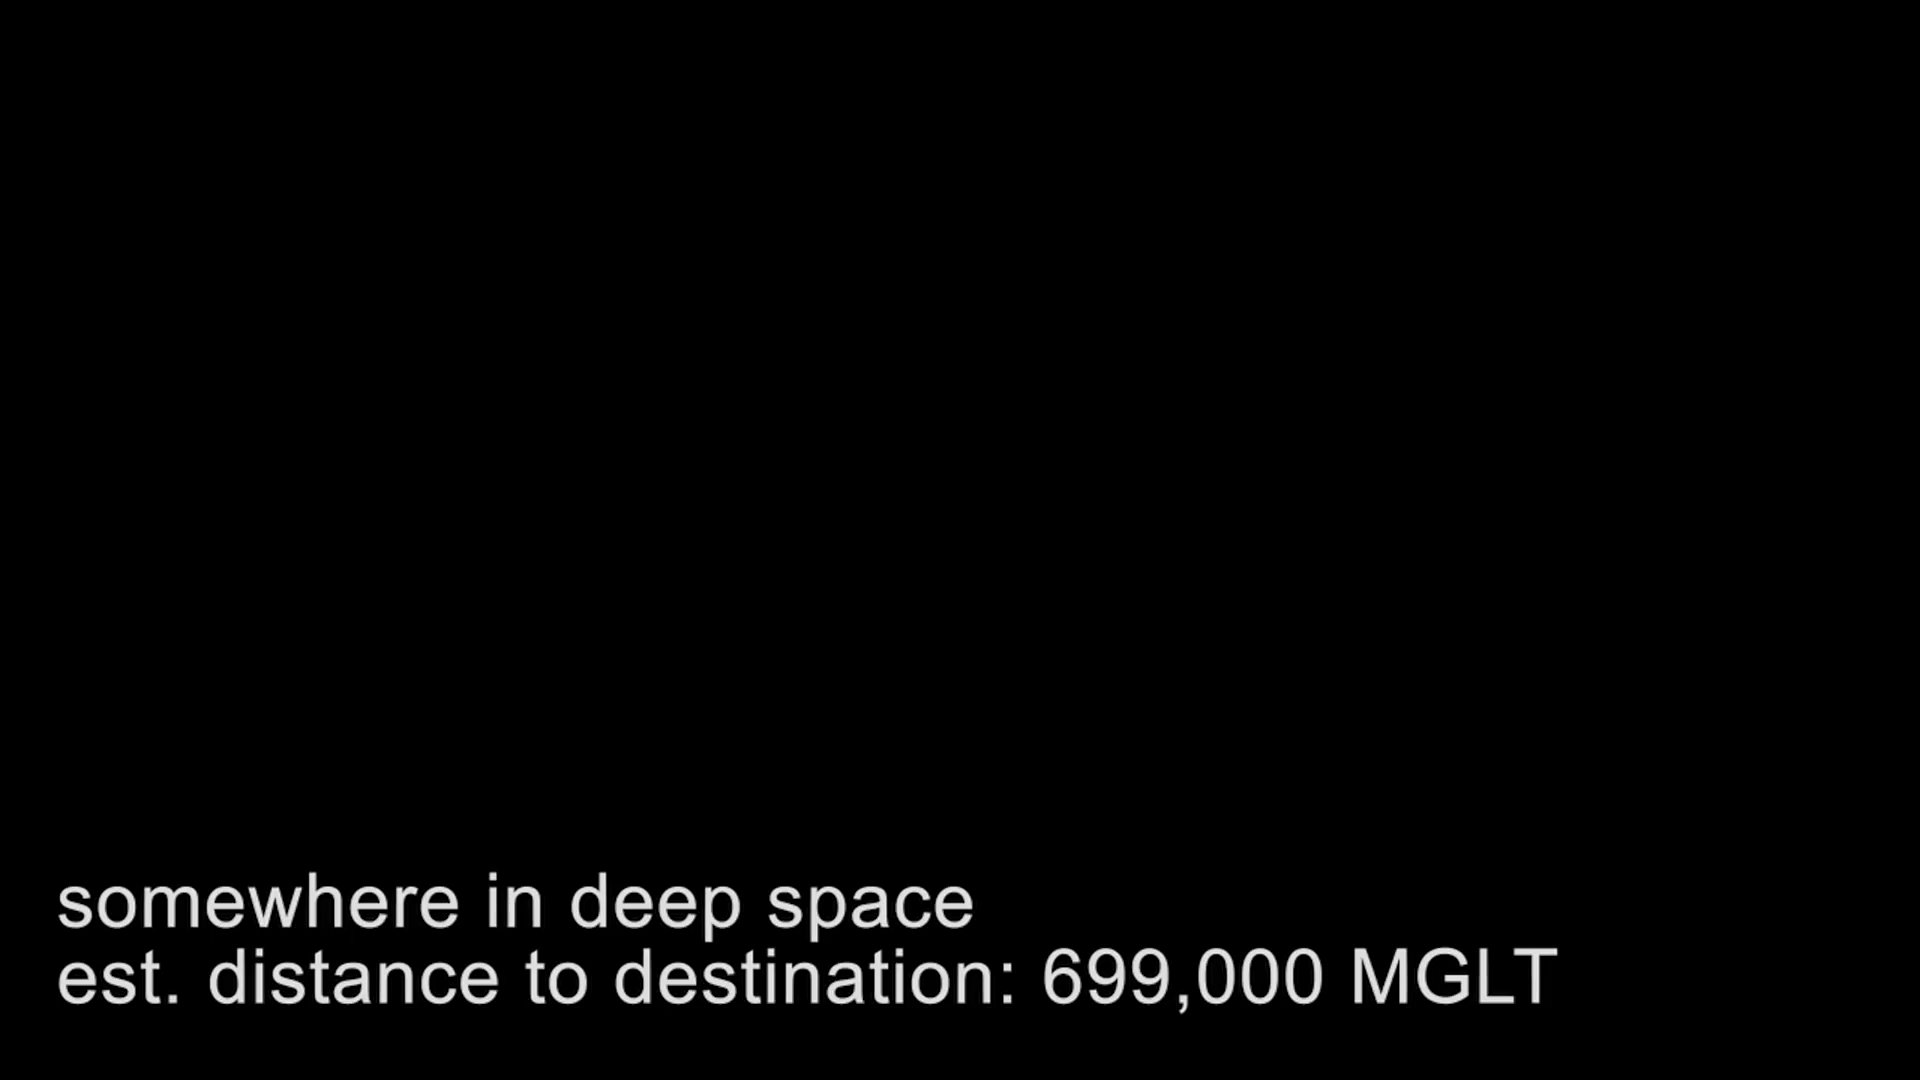 somewhere in deep space
est. distance to destination: 699,000 MGLT